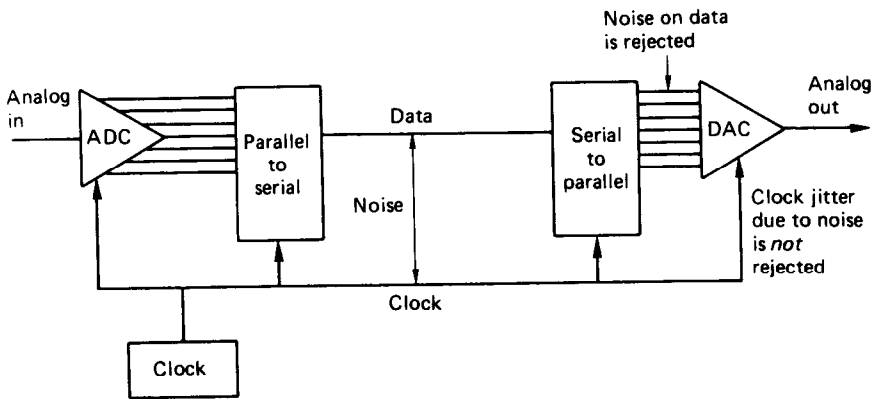 Noise on data
is rejected
Analog
in
ADC
Parallel
to
serial
Data
Noise
Serial
to
parallel
DAC
Analog
out
Clock jitter
due to noise
is not
rejected
Clock
Clock